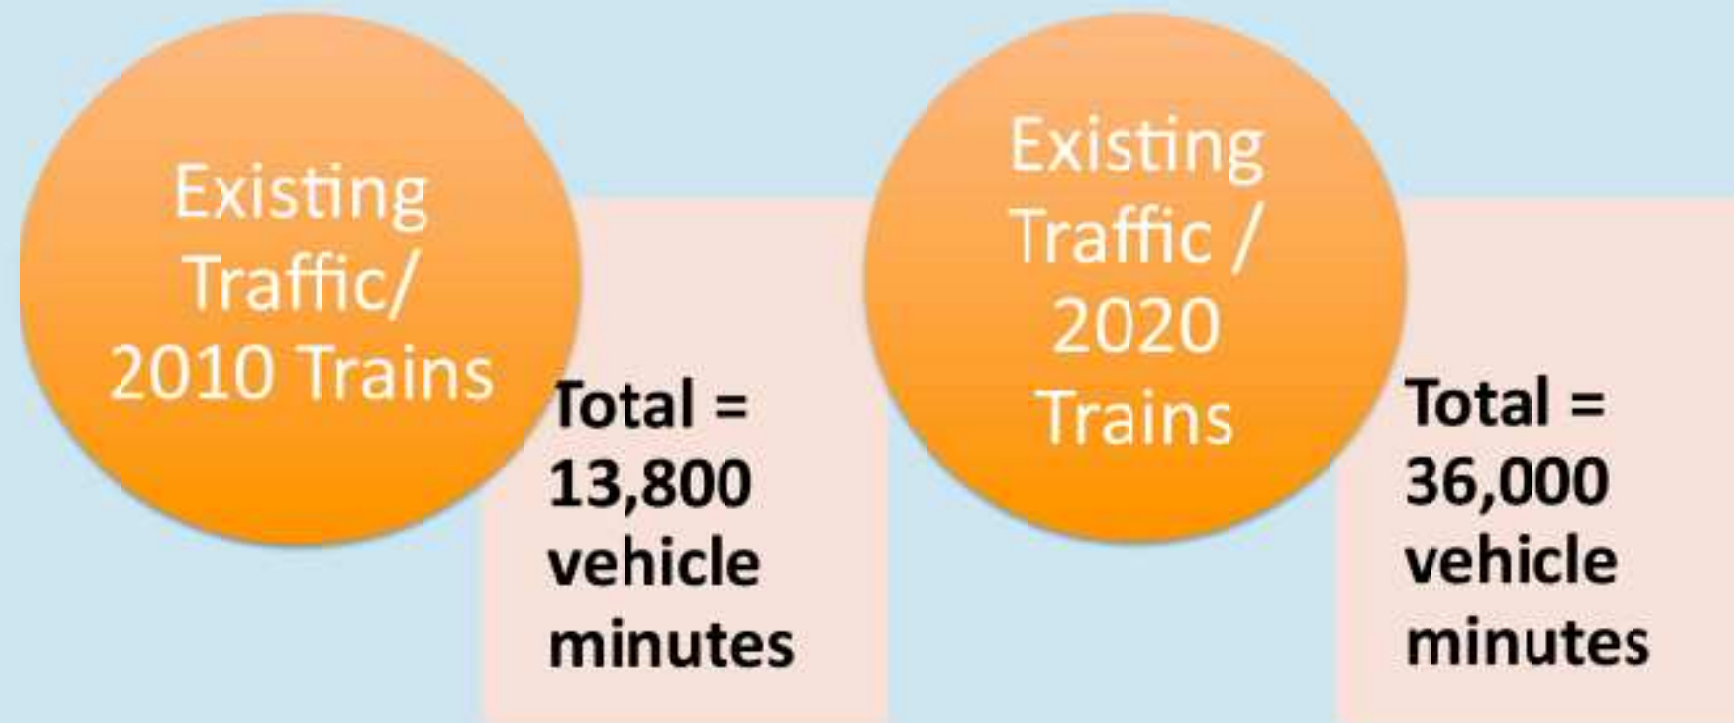 Existing
Traffic/
2010 Trains
Total =
13,800
vehicle
minutes
Existing
Traffic /
2020
Trains
Total =
36,000
vehicle
minutes